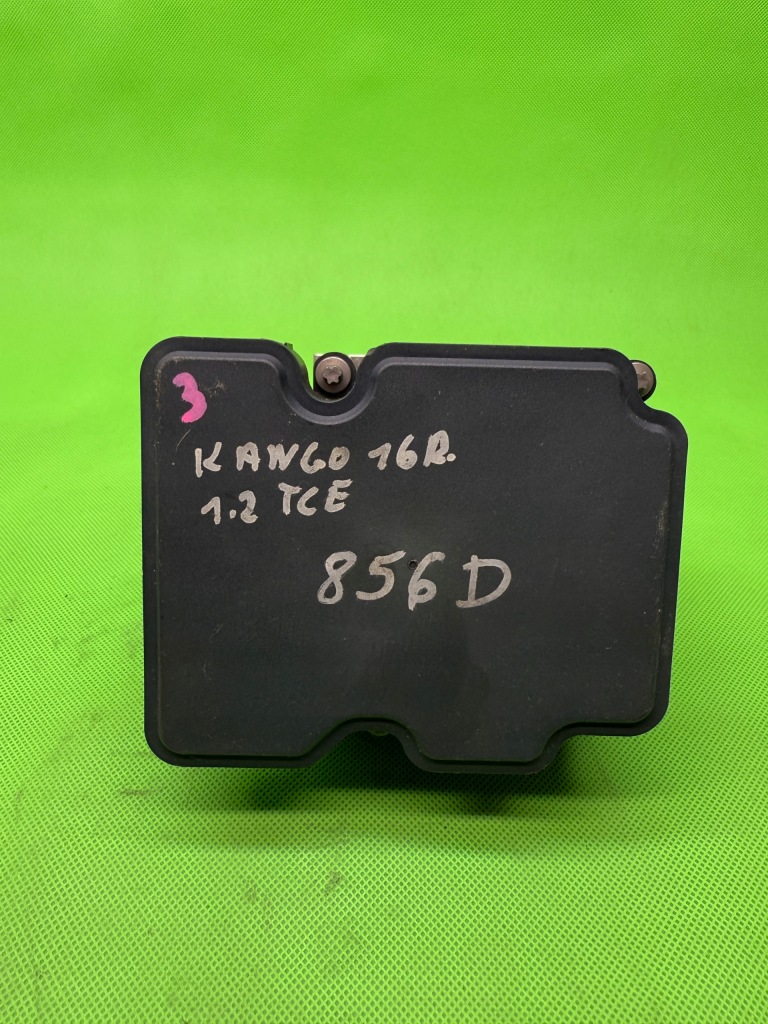 3
KANGO 16R.
1.2 TCE
856D